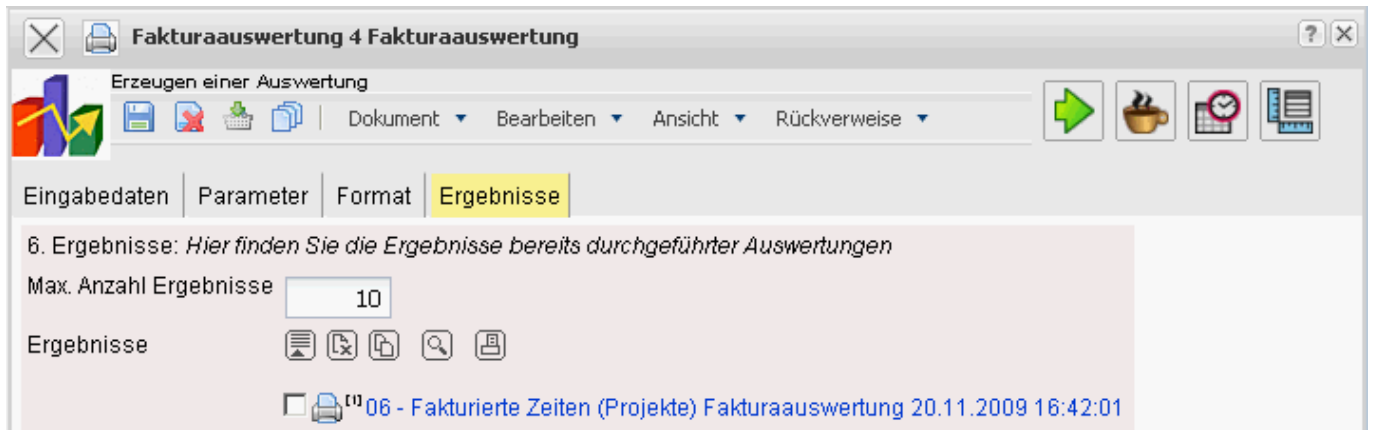 Fakturaauswertung 4 Fakturaauswertung
Erzeugen einer Auswertung
Dokument Bearbeiten Ansicht Rückverweise
Eingabedaten Parameter Format Ergebnisse
6. Ergebnisse: Hier finden Sie die Ergebnisse bereits durchgeführter Auswertungen
Max. Anzahl Ergebnisse 10
Ergebnisse
[1] 06 - Fakturierte Zeiten (Projekte) Fakturaauswertung 20.11.2009 16:42:01